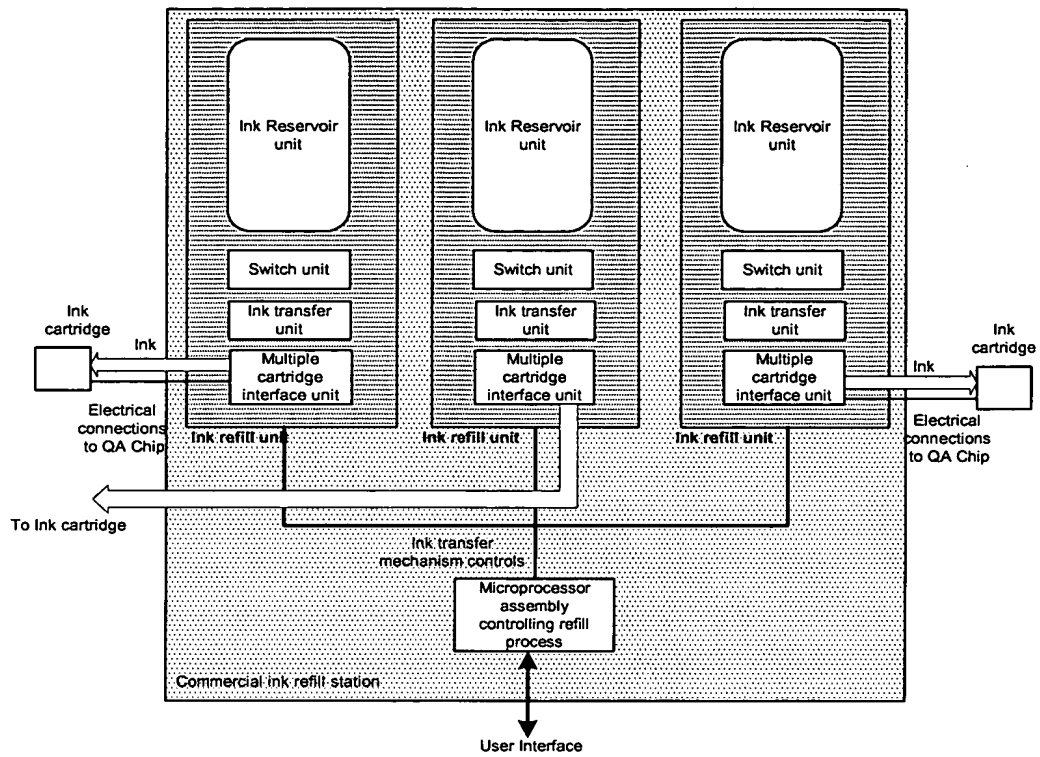 Ink Reservoir
unit
Ink Reservoir
unit
Ink Reservoir
unit
Switch unit
Switch unit
Switch unit
Ink transfer
unit
Ink transfer
unit
Ink transfer
unit
Ink
cartridge
Ink
cartridge
Ink
Ink
Multiple
cartridge
interface unit
Multiple
cartridge
interface unit
Multiple
cartridge
interface unit
Electrical
connections
to QA Chip
Electrical
connections
to QA Chip
Ink refill unit
Ink refill unit
Ink refill unit
To Ink cartridge
Ink transfer
mechanism controls
Microprocessor
assembly
controlling refill
process
Commercial ink refill station
User Interface